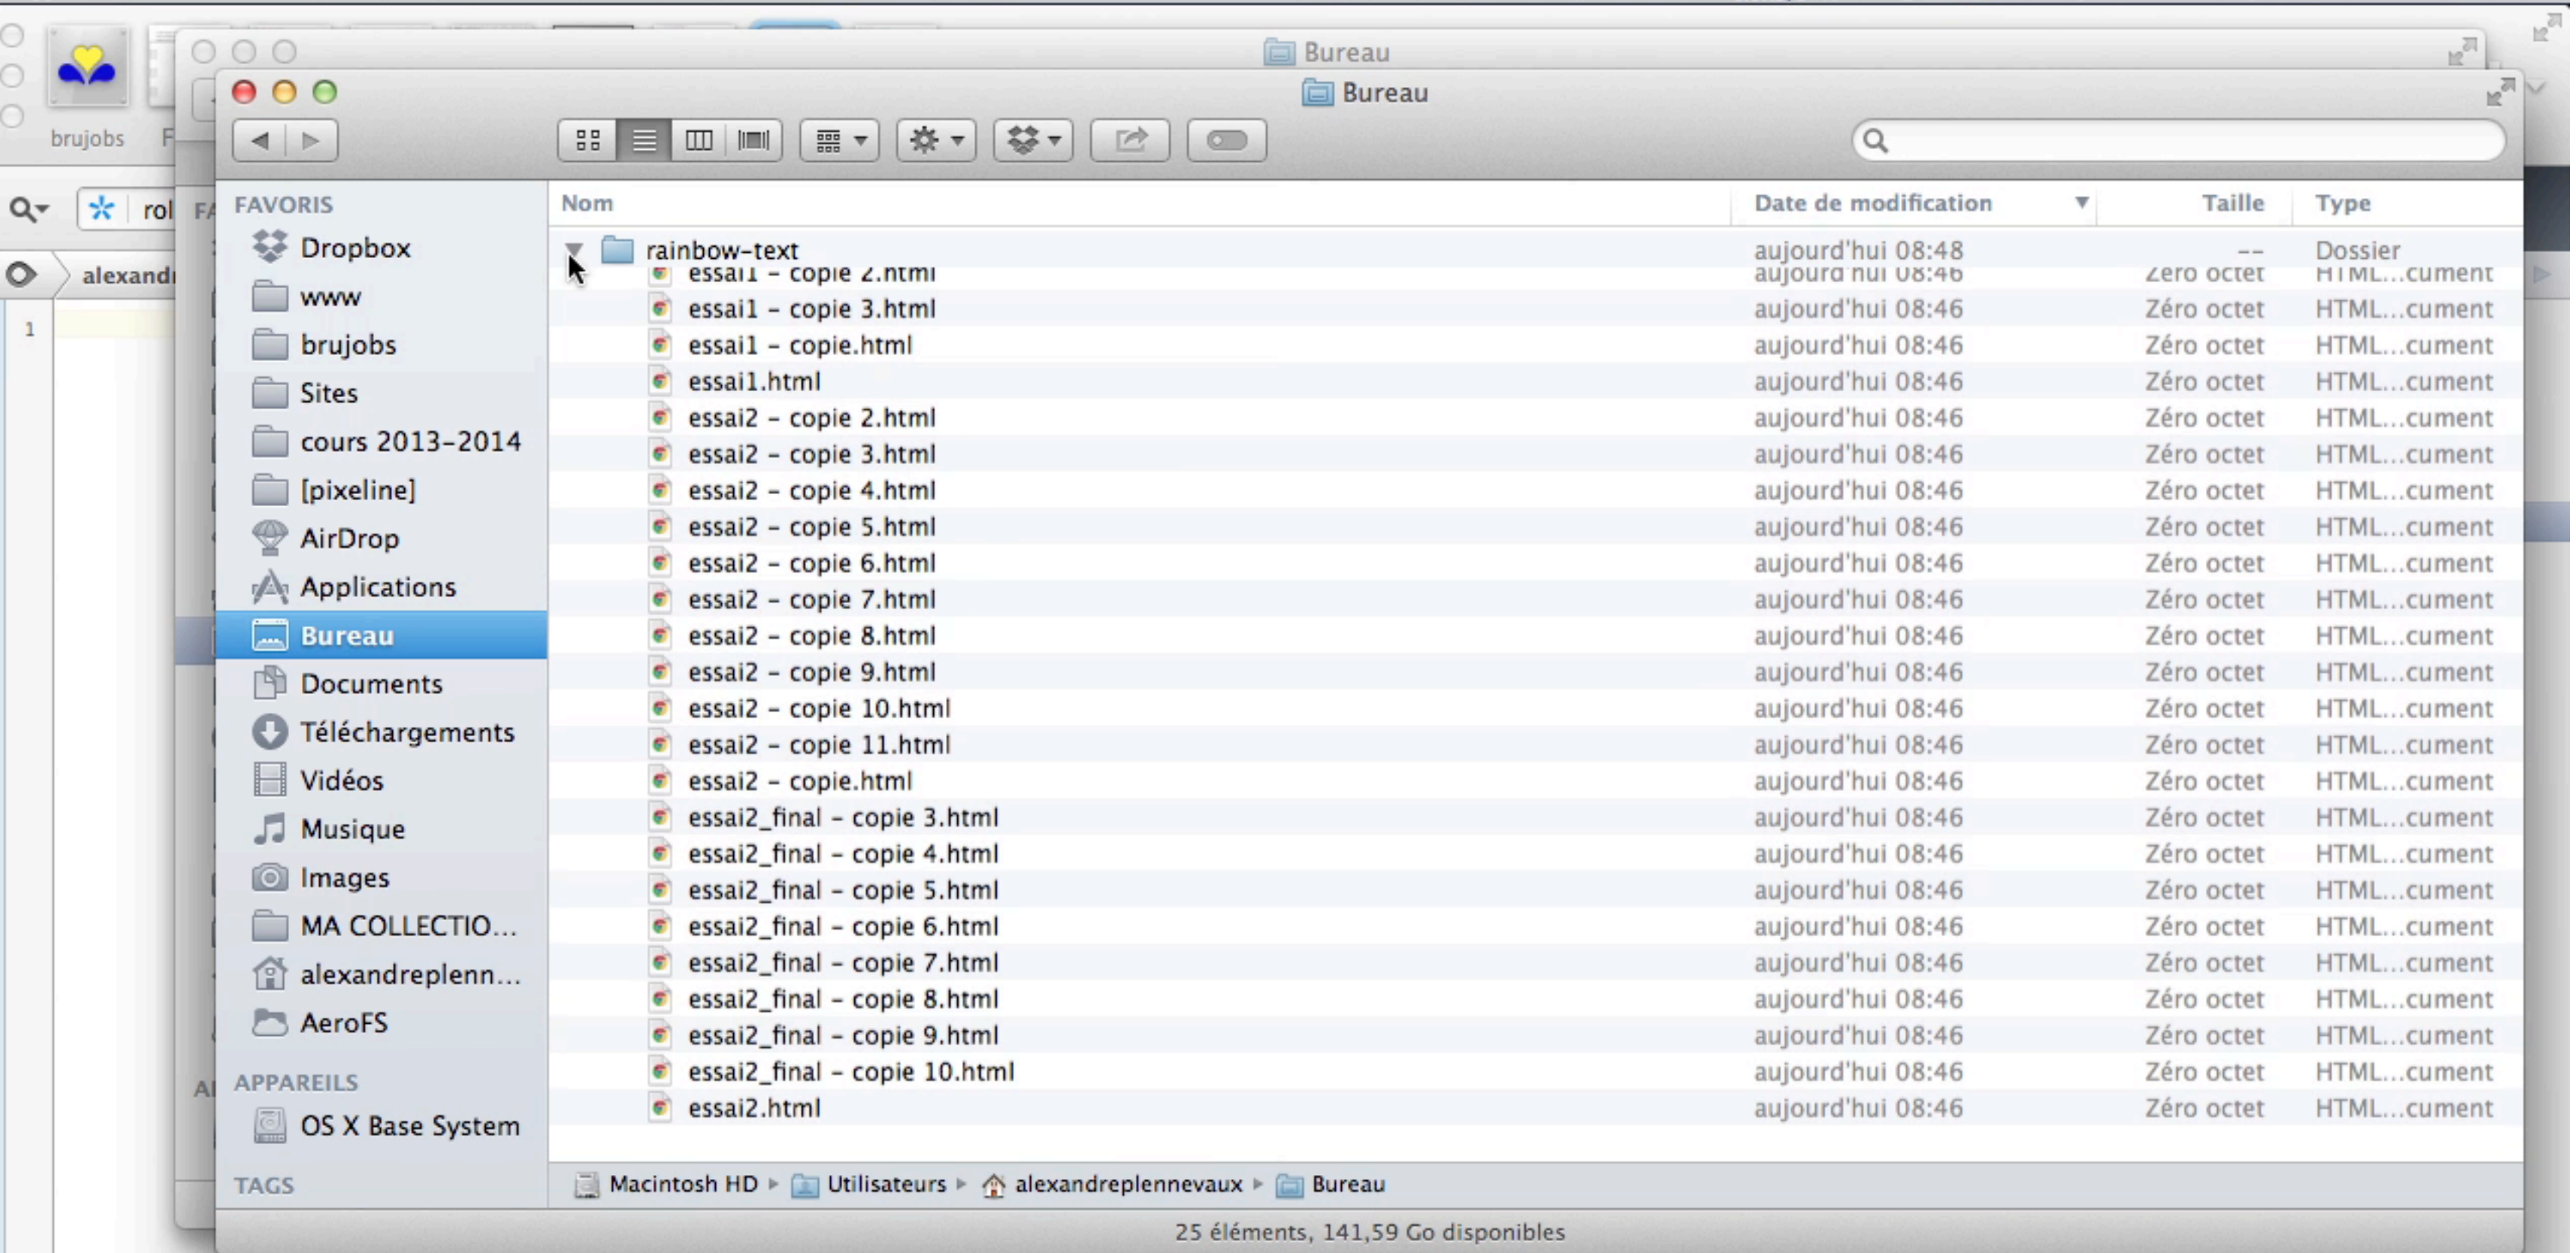 Bureau
Bureau
brujobs
F
rol
FA
alexand
1
FAVORIS
Dropbox
www
brujobs
Sites
cours 2013-2014
[pixeline]
AirDrop
Applications
Bureau
Documents
Téléchargements
Vidéos
Musique
Images
MA COLLECTIO...
alexandreplenn...
AeroFS
APPAREILS
OS X Base System
TAGS
Nom Date de modification Taille Type
rainbow-text aujourd'hui 08:48 -- Dossier
essai1 - copie 2.html aujourd'hui 08:46 Zéro octet HTML...cument
essai1 - copie 3.html aujourd'hui 08:46 Zéro octet HTML...cument
essai1 - copie.html aujourd'hui 08:46 Zéro octet HTML...cument
essai1.html aujourd'hui 08:46 Zéro octet HTML...cument
essai2 - copie 2.html aujourd'hui 08:46 Zéro octet HTML...cument
essai2 - copie 3.html aujourd'hui 08:46 Zéro octet HTML...cument
essai2 - copie 4.html aujourd'hui 08:46 Zéro octet HTML...cument
essai2 - copie 5.html aujourd'hui 08:46 Zéro octet HTML...cument
essai2 - copie 6.html aujourd'hui 08:46 Zéro octet HTML...cument
essai2 - copie 7.html aujourd'hui 08:46 Zéro octet HTML...cument
essai2 - copie 8.html aujourd'hui 08:46 Zéro octet HTML...cument
essai2 - copie 9.html aujourd'hui 08:46 Zéro octet HTML...cument
essai2 - copie 10.html aujourd'hui 08:46 Zéro octet HTML...cument
essai2 - copie 11.html aujourd'hui 08:46 Zéro octet HTML...cument
essai2 - copie.html aujourd'hui 08:46 Zéro octet HTML...cument
essai2_final - copie 3.html aujourd'hui 08:46 Zéro octet HTML...cument
essai2_final - copie 4.html aujourd'hui 08:46 Zéro octet HTML...cument
essai2_final - copie 5.html aujourd'hui 08:46 Zéro octet HTML...cument
essai2_final - copie 6.html aujourd'hui 08:46 Zéro octet HTML...cument
essai2_final - copie 7.html aujourd'hui 08:46 Zéro octet HTML...cument
essai2_final - copie 8.html aujourd'hui 08:46 Zéro octet HTML...cument
essai2_final - copie 9.html aujourd'hui 08:46 Zéro octet HTML...cument
essai2_final - copie 10.html aujourd'hui 08:46 Zéro octet HTML...cument
essai2.html aujourd'hui 08:46 Zéro octet HTML...cument
Macintosh HD Utilisateurs alexandreplennevaux Bureau
25 éléments, 141,59 Go disponibles